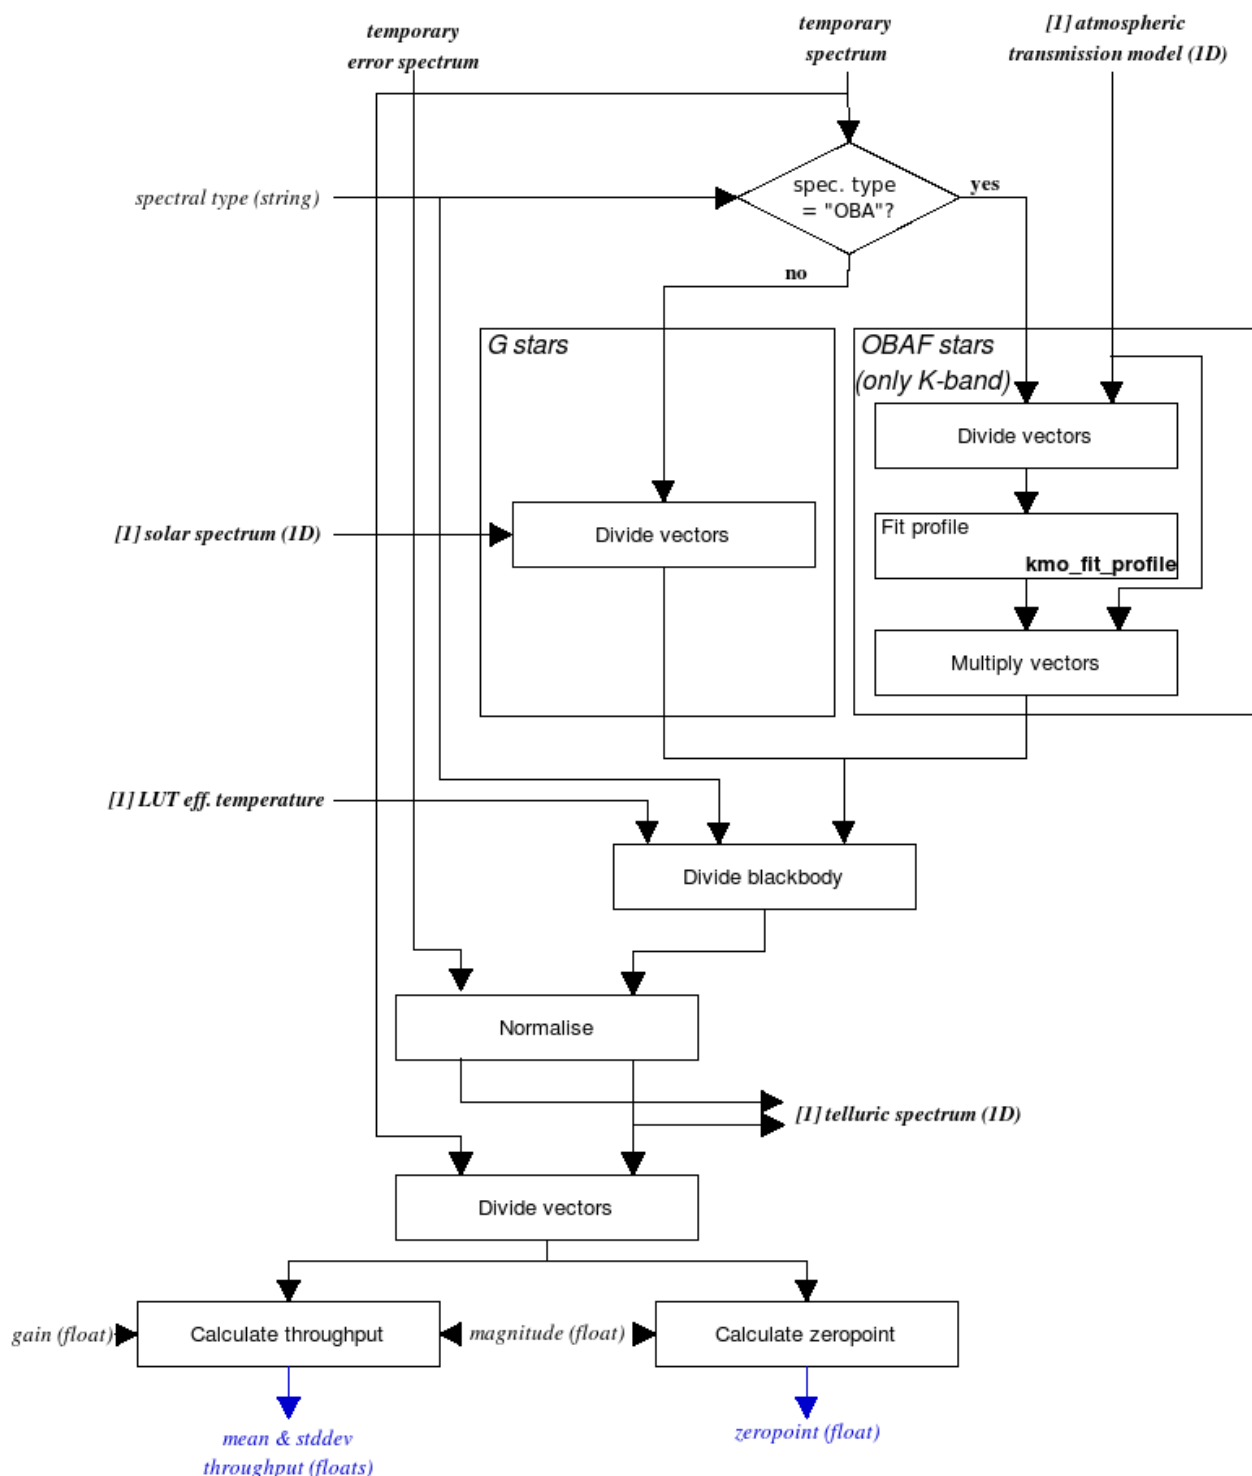 temporary
error spectrum
temporary
spectrum
[1] atmospheric
transmission model (1D)
spectral type (string)
spec. type
= "OBA"?
yes
no
G stars
OBAF stars
(only K-band)
Divide vectors
[1] solar spectrum (1D)
Divide vectors
Fit profile
kmo_fit_profile
Multiply vectors
[1] LUT eff. temperature
Divide blackbody
Normalise
[1] telluric spectrum (1D)
Divide vectors
gain (float)
Calculate throughput
magnitude (float)
Calculate zeropoint
mean & stddev
throughput (floats)
zeropoint (float)